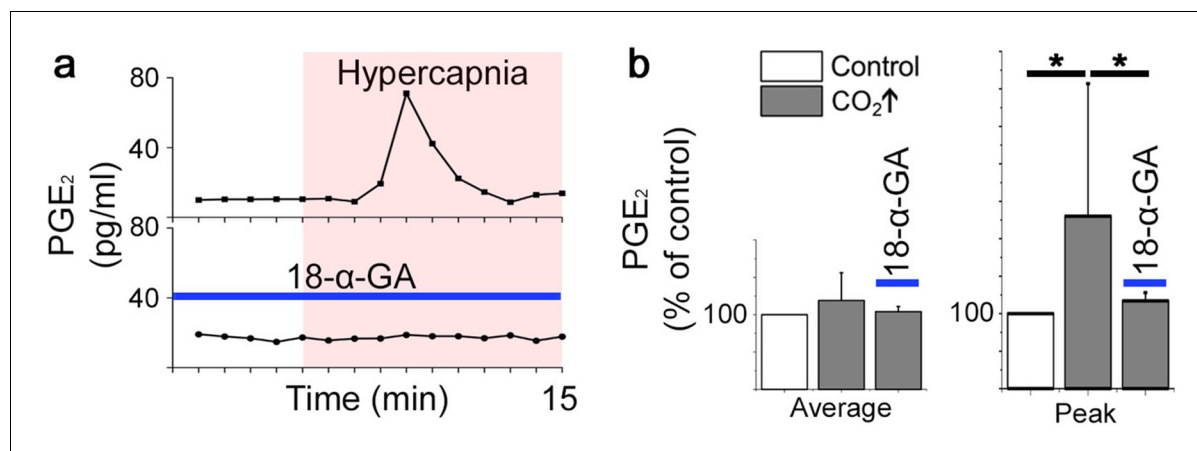 a
Hypercapnia
80
40
80
40
PGE₂
(pg/ml)
18-α-GA
Time (min)
15
b
Control
CO₂↑
PGE₂
(% of control)
100
18-α-GA
Average
* *
100
18-α-GA
Peak